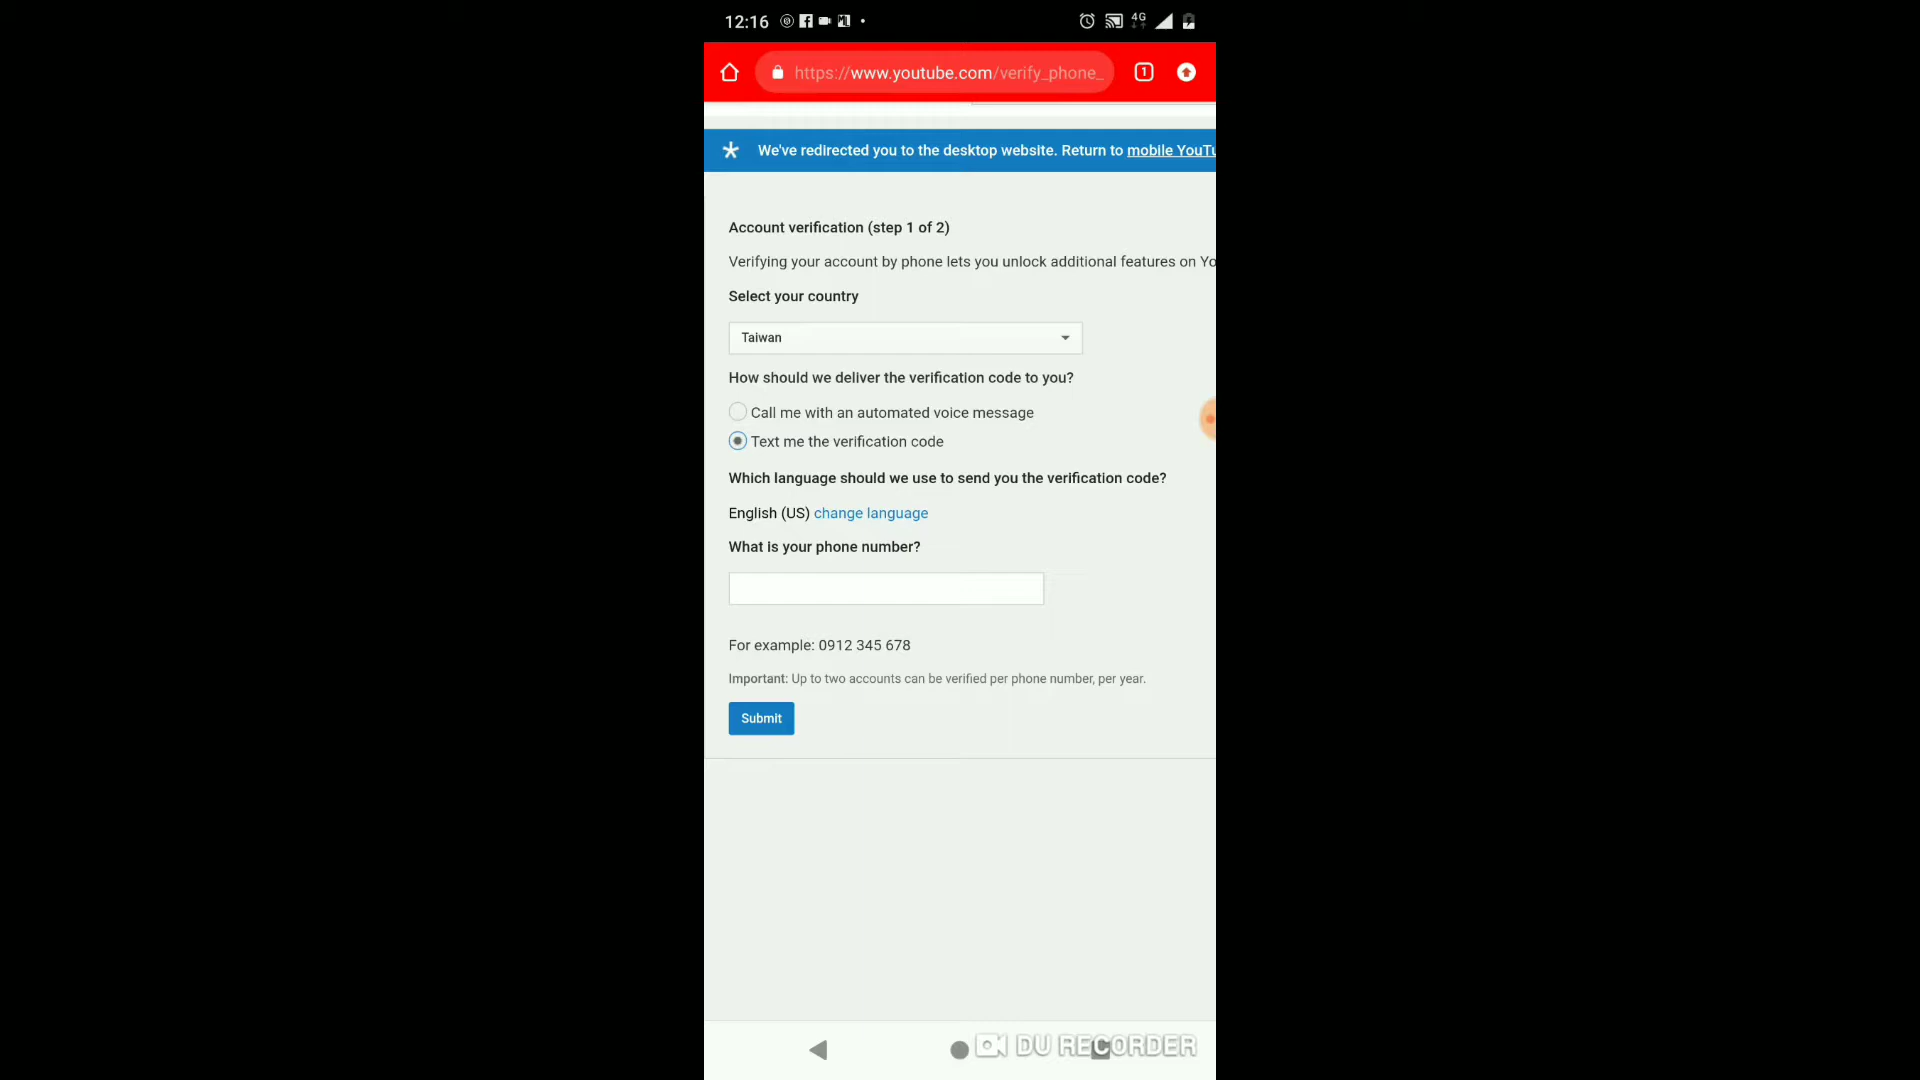 12:16
4G
https://www.youtube.com/verify_phone_
1
We've redirected you to the desktop website. Return to mobile YouTu
Account verification (step 1 of 2)
Verifying your account by phone lets you unlock additional features on Yo
Select your country
Taiwan
How should we deliver the verification code to you?
Call me with an automated voice message
Text me the verification code
Which language should we use to send you the verification code?
English (US) change language
What is your phone number?
For example: 0912 345 678
Important: Up to two accounts can be verified per phone number, per year.
Submit
DU RECORDER